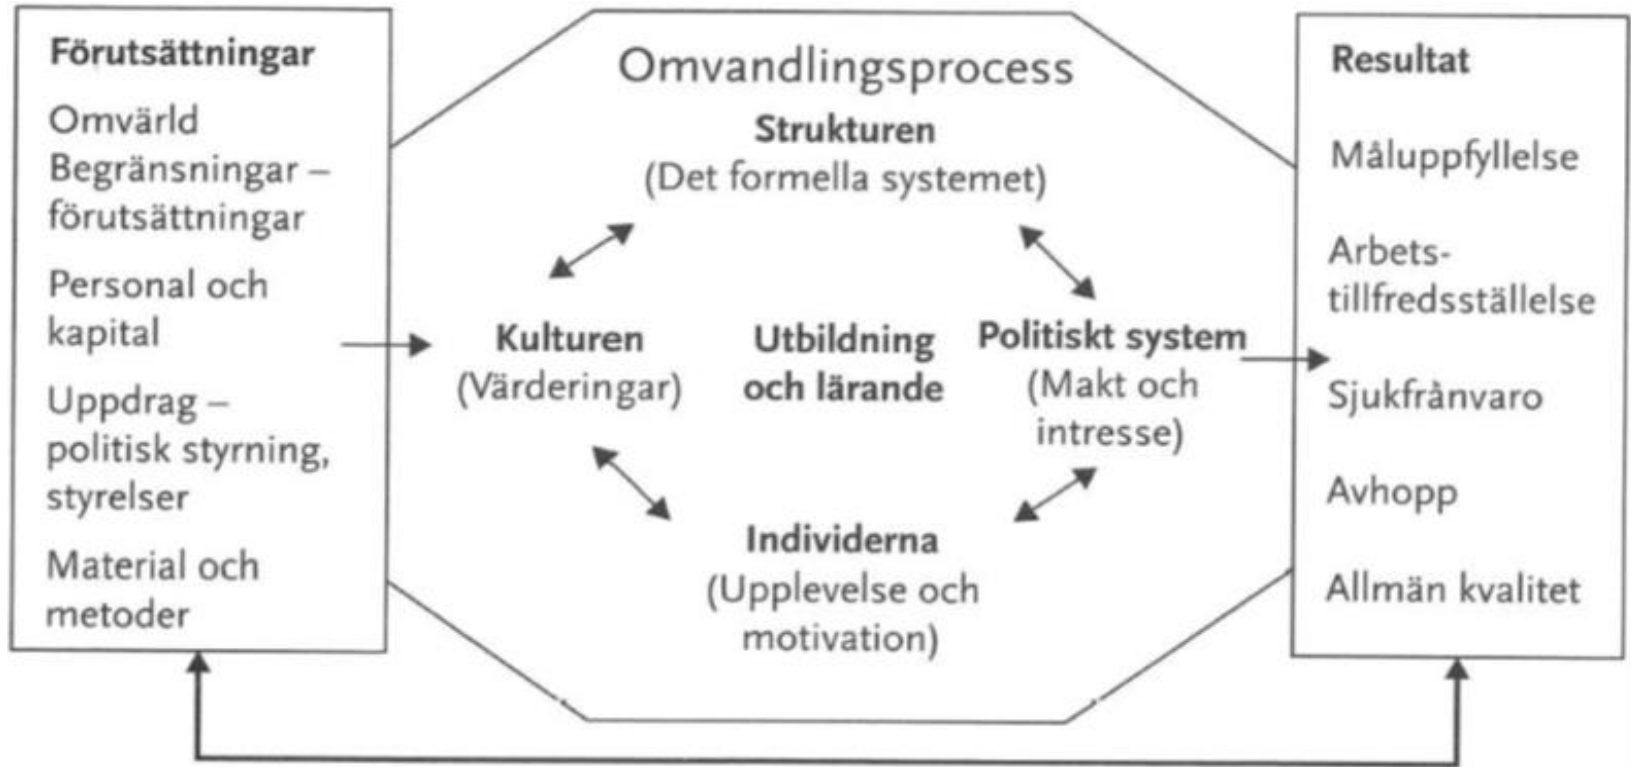 Förutsättningar
Omvärld
Begränsningar –
förutsättningar
Personal och
kapital
Uppdrag –
politisk styrning,
styrelser
Material och
metoder
Omvandlingsprocess
Strukturen
(Det formella systemet)
Kulturen
(Värderingar)
Utbildning
och lärande
Politiskt system
(Makt och
intresse)
Individerna
(Upplevelse och
motivation)
Resultat
Måluppfyllelse
Arbets-
tillfredsställelse
Sjukfrånvaro
Avhopp
Allmän kvalitet